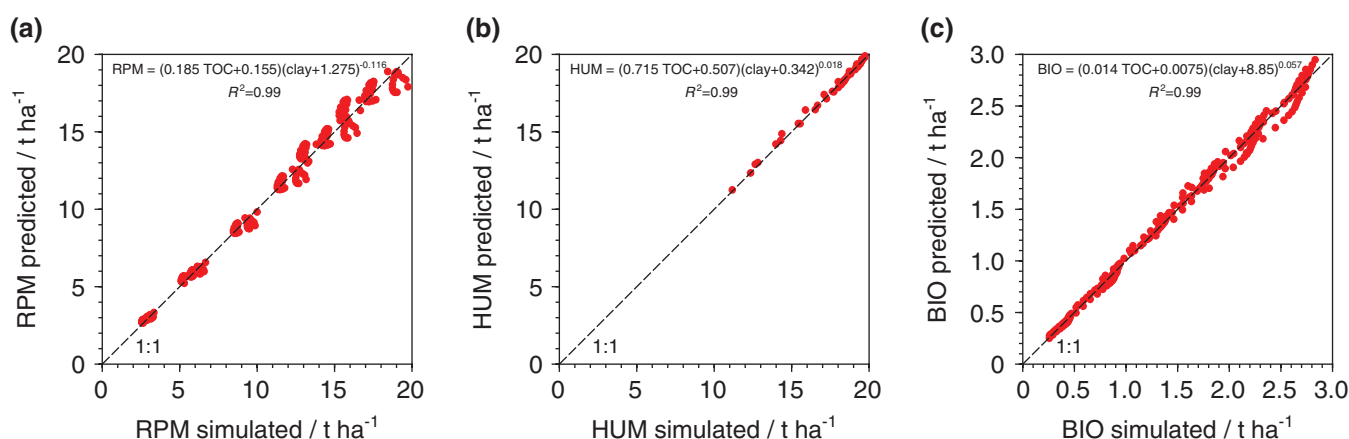 (a)
RPM = (0.185 TOC+0.155)(clay+1.275)^-0.116
R²=0.99
20
15
10
5
0
RPM predicted / t ha⁻¹
1:1
0 5 10 15 20
RPM simulated / t ha⁻¹
(b)
HUM = (0.715 TOC+0.507)(clay+0.342)^0.018
R²=0.99
20
15
10
5
0
HUM predicted / t ha⁻¹
1:1
0 5 10 15 20
HUM simulated / t ha⁻¹
(c)
BIO = (0.014 TOC+0.0075)(clay+8.85)^0.057
R²=0.99
3.0
2.5
2.0
1.5
1.0
0.5
0
BIO predicted / t ha⁻¹
1:1
0 0.5 1.0 1.5 2.0 2.5 3.0
BIO simulated / t ha⁻¹